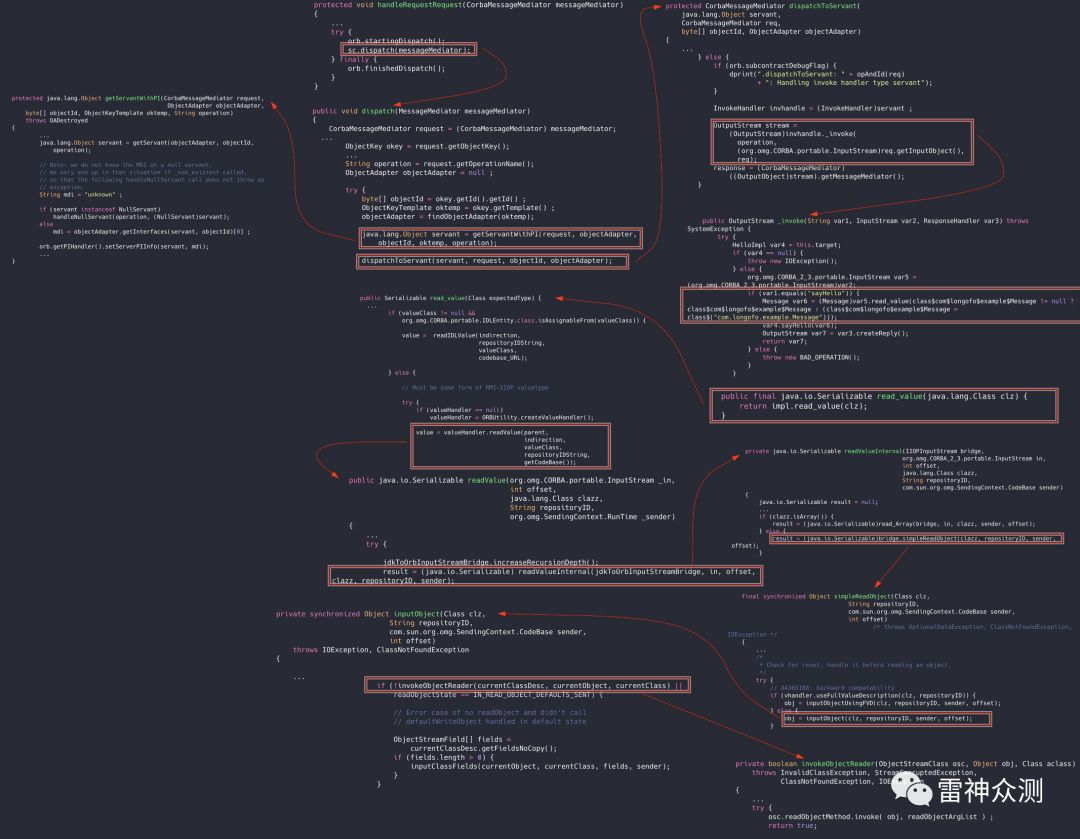 protected void handleRequestRequest(CorbaMessageMediator messageMediator)
{
...
try {
orb.startingDispatch();
sc.dispatch(messageMediator);
} finally {
orb.finishedDispatch();
}
}
protected CorbaMessageMediator dispatchToServant(
java.lang.Object servant,
CorbaMessageMediator req,
byte[] objectId, ObjectAdapter objectAdapter)
{
...
} else {
if (orb.subcontractDebugFlag) {
dprint(".dispatchToServant: " + opAndId(req)
+ ": Handling invoke handler type servant");
}
InvokeHandler invhandle = (InvokeHandler)servant ;
OutputStream stream =
(OutputStream)invhandle._invoke(
operation,
(org.omg.CORBA.portable.InputStream)req.getInputObject(),
req);
response = (CorbaMessageMediator)
((OutputObject)stream).getMessageMediator();
}
protected java.lang.Object getServantWithPI(CorbaMessageMediator request,
ObjectAdapter objectAdapter,
byte[] objectId, ObjectKeyTemplate oktemp, String operation)
throws OADestroyed
{
...
java.lang.Object servant = getServant(objectAdapter, objectId,
operation);
// Note: we do not know the MDI on a null servant.
// We only end up in that situation if _non_existent called,
// so that the following handleNullServant call does not throw an
// exception.
String mdi = "unknown" ;
if (servant instanceof NullServant)
handleNullServant(operation, (NullServant)servant);
else
mdi = objectAdapter.getInterfaces(servant, objectId)[0] ;
orb.getPIHandler().setServerPIInfo(servant, mdi);
...
}
public void dispatch(MessageMediator messageMediator)
{
CorbaMessageMediator request = (CorbaMessageMediator) messageMediator;
...
ObjectKey okey = request.getObjectKey();
...
String operation = request.getOperationName();
ObjectAdapter objectAdapter = null ;
try {
byte[] objectId = okey.getId().getId() ;
ObjectKeyTemplate oktemp = okey.getTemplate() ;
objectAdapter = findObjectAdapter(oktemp);
java.lang.Object servant = getServantWithPI(request, objectAdapter,
objectId, oktemp, operation);
dispatchToServant(servant, request, objectId, objectAdapter);
public OutputStream _invoke(String var1, InputStream var2, ResponseHandler var3) throws
SystemException {
try {
HelloImpl var4 = this.target;
if (var4 == null) {
throw new IOException();
} else {
org.omg.CORBA_2_3.portable.InputStream var5 =
(org.omg.CORBA_2_3.portable.InputStream)var2;
if (var1.equals("sayHello")) {
Message var6 = (Message)var5.read_value(class$com$longofo$example$Message != null ?
class$com$longofo$example$Message : (class$com$longofo$example$Message =
class$("com.longofo.example.Message")));
var4.sayHello(var6);
OutputStream var7 = var3.createReply();
return var7;
} else {
throw new BAD_OPERATION();
}
}
public Serializable read_value(Class expectedType) {
...
if (valueClass != null &&
org.omg.CORBA.portable.IDLEntity.class.isAssignableFrom(valueClass)) {
value = readIDLValue(indirection,
repositoryIDString,
valueClass,
codebase_URL);
} else {
// Must be some form of RMI-IIOP valuetype
try {
if (valueHandler == null)
valueHandler = ORBUtility.createValueHandler();
value = valueHandler.readValue(parent,
indirection,
valueClass,
repositoryIDString,
getCodeBase());
public final java.io.Serializable read_value(java.lang.Class clz) {
return impl.read_value(clz);
}
public java.io.Serializable readValue(org.omg.CORBA.portable.InputStream _in,
int offset,
java.lang.Class clazz,
String repositoryID,
org.omg.SendingContext.RunTime _sender)
{
...
try {
jdkToOrbInputStreamBridge.increaseRecursionDepth();
result = (java.io.Serializable) readValueInternal(jdkToOrbInputStreamBridge, in, offset,
clazz, repositoryID, sender);
private java.io.Serializable readValueInternal(IIOPInputStream bridge,
org.omg.CORBA_2_3.portable.InputStream in,
int offset,
java.lang.Class clazz,
String repositoryID,
com.sun.org.omg.SendingContext.CodeBase sender)
{
java.io.Serializable result = null;
...
if (clazz.isArray()) {
result = (java.io.Serializable)read_Array(bridge, in, clazz, sender, offset);
} else {
result = (java.io.Serializable)bridge.simpleReadObject(clazz, repositoryID, sender,
offset);
}
final synchronized Object simpleReadObject(Class clz,
String repositoryID,
com.sun.org.omg.SendingContext.CodeBase sender,
int offset)
/* throws OptionalDataException, ClassNotFoundException,
IOException */
{
...
/*
* Check for reset, handle it before reading an object.
*/
try {
// d4365188: backward compatability
if (vhandler.useFullValueDescription(clz, repositoryID)) {
obj = inputObjectUsingFVD(clz, repositoryID, sender, offset);
} else {
obj = inputObject(clz, repositoryID, sender, offset);
}
private synchronized Object inputObject(Class clz,
String repositoryID,
com.sun.org.omg.SendingContext.CodeBase sender,
int offset)
throws IOException, ClassNotFoundException
{
...
if (!invokeObjectReader(currentClassDesc, currentObject, currentClass) ||
readObjectState == IN_READ_OBJECT_DEFAULTS_SENT) {
// Error case of no readObject and didn't call
// defaultWriteObject handled in default state
ObjectStreamField[] fields =
currentClassDesc.getFieldsNoCopy();
if (fields.length > 0) {
inputClassFields(currentObject, currentClass, fields, sender);
}
}
private boolean invokeObjectReader(ObjectStreamClass osc, Object obj, Class aclass)
throws InvalidClassException, StreamCorruptedException,
ClassNotFoundException,
{
...
try {
osc.readObjectMethod.invoke( obj, readObjectArgList ) ;
return true;
雷神众测